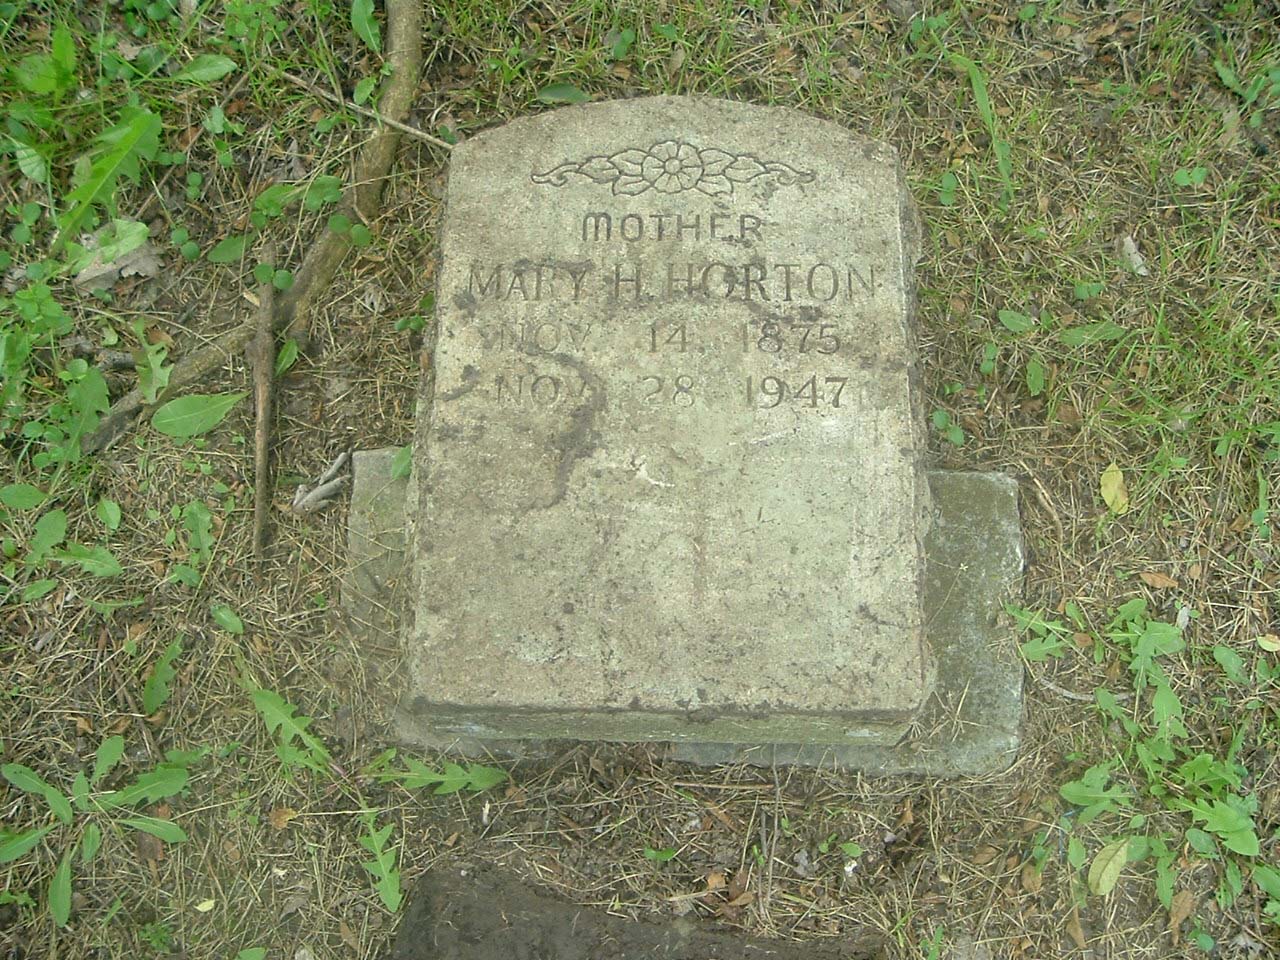 MOTHER
MARY H. HORTON
NOV. 14, 1875
NOV 28 1947